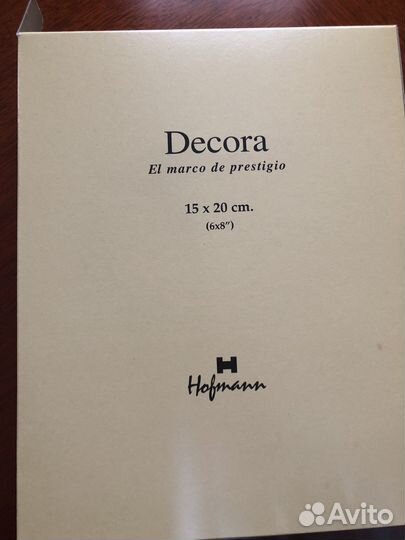 Decora
El marco de prestigio
15 x 20 cm.
(6x8")
H
Hofmann
Avito